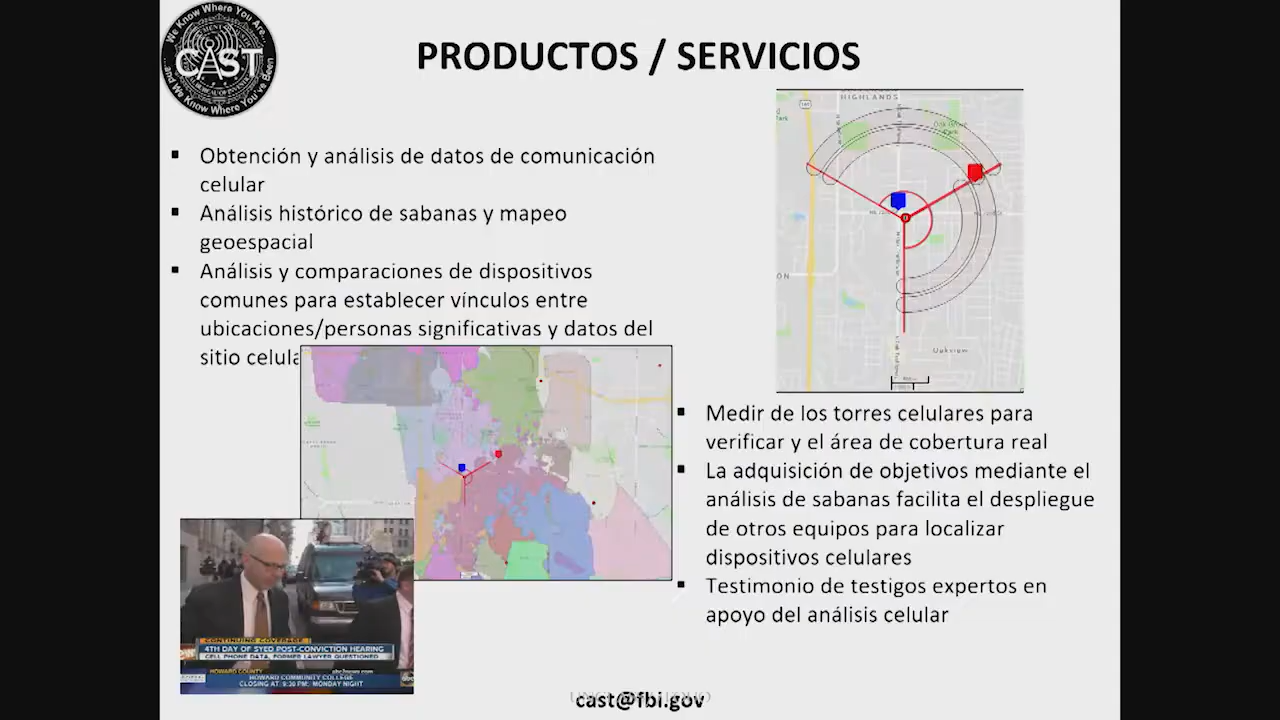 We Know Where You Are...
CAST
...and We Know Where You've Been
PRODUCTOS / SERVICIOS
▪ Obtención y análisis de datos de comunicación
celular
▪ Análisis histórico de sabanas y mapeo
geoespacial
▪ Análisis y comparaciones de dispositivos
comunes para establecer vínculos entre
ubicaciones/personas significativas y datos del
sitio celula
HIGHLANDS
Oak Grove
Park
Oakview
▪ Medir de los torres celulares para
verificar y el área de cobertura real
▪ La adquisición de objetivos mediante el
análisis de sabanas facilita el despliegue
de otros equipos para localizar
dispositivos celulares
▪ Testimonio de testigos expertos en
apoyo del análisis celular
CONTINUING COVERAGE
4TH DAY OF SYED POST-CONVICTION HEARING
CELL PHONE DATA, FORMER LAWYER QUESTIONED
HOWARD COUNTY
abc2news.com
HOWARD COMMUNITY COLLEGE
CLOSING AT: 9:30 PM: MONDAY NIGHT
cast@fbi.gov